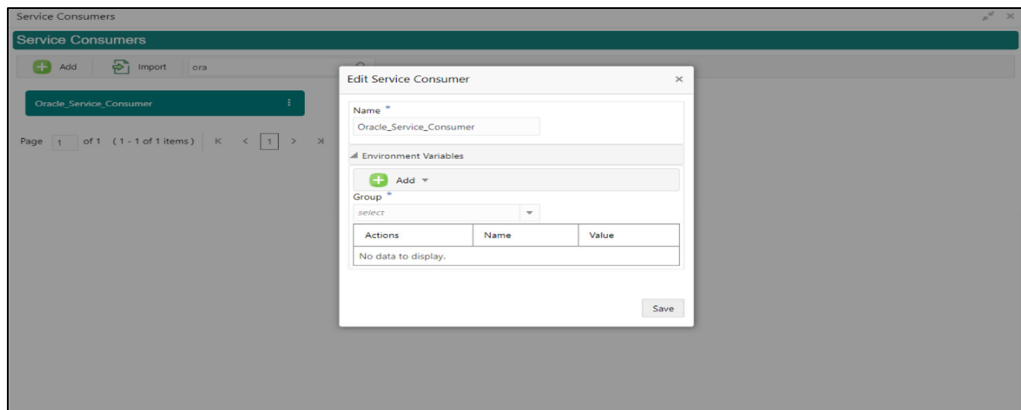 Service Consumers
Service Consumers
Add Import ora
Oracle_Service_Consumer
Page 1 of 1 (1 - 1 of 1 items) K < 1 > >|
Edit Service Consumer ×
Name *
Oracle_Service_Consumer
Environment Variables
Add
Group *
select
Actions Name Value
No data to display.
Save